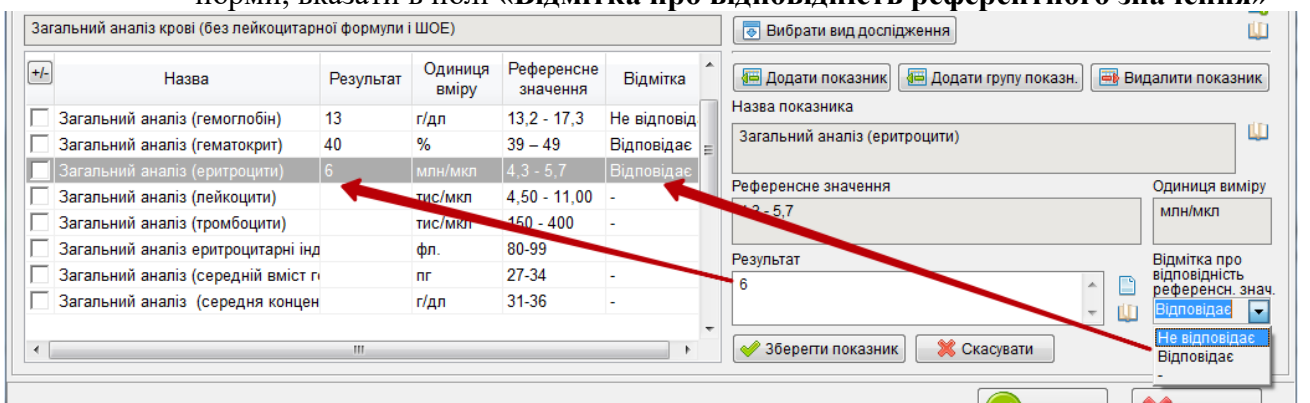 норми, вказати в полі «Відмітка про відповідність референтного значення»
Загальний аналіз крові (без лейкоцитарної формули і ШОЕ)
Вибрати вид дослідження
+/-
Назва Результат Одиниця вміру Референсне значення Відмітка
Додати показник Додати групу показн. Видалити показник
Загальний аналіз (гемоглобін) 13 г/дл 13,2 - 17,3 Не відповід
Загальний аналіз (гематокрит) 40 % 39 – 49 Відповідає
Загальний аналіз (еритроцити) 6 млн/мкл 4,3 - 5,7 Відповідає
Загальний аналіз (лейкоцити) тис/мкл 4,50 - 11,00 -
Загальний аналіз (тромбоцити) тис/мкл 150 - 400 -
Загальний аналіз еритроцитарні інд фл. 80-99
Загальний аналіз (середній вміст ге пг 27-34 -
Загальний аналіз (середня концен г/дл 31-36 -
Назва показника
Загальний аналіз (еритроцити)
Референсне значення Одиниця виміру
4,3 - 5,7 млн/мкл
Результат
6
Відмітка про
відповідність
референсн. знач.
Відповідає
Не відповідає
Відповідає
-
Зберегти показник Скасувати